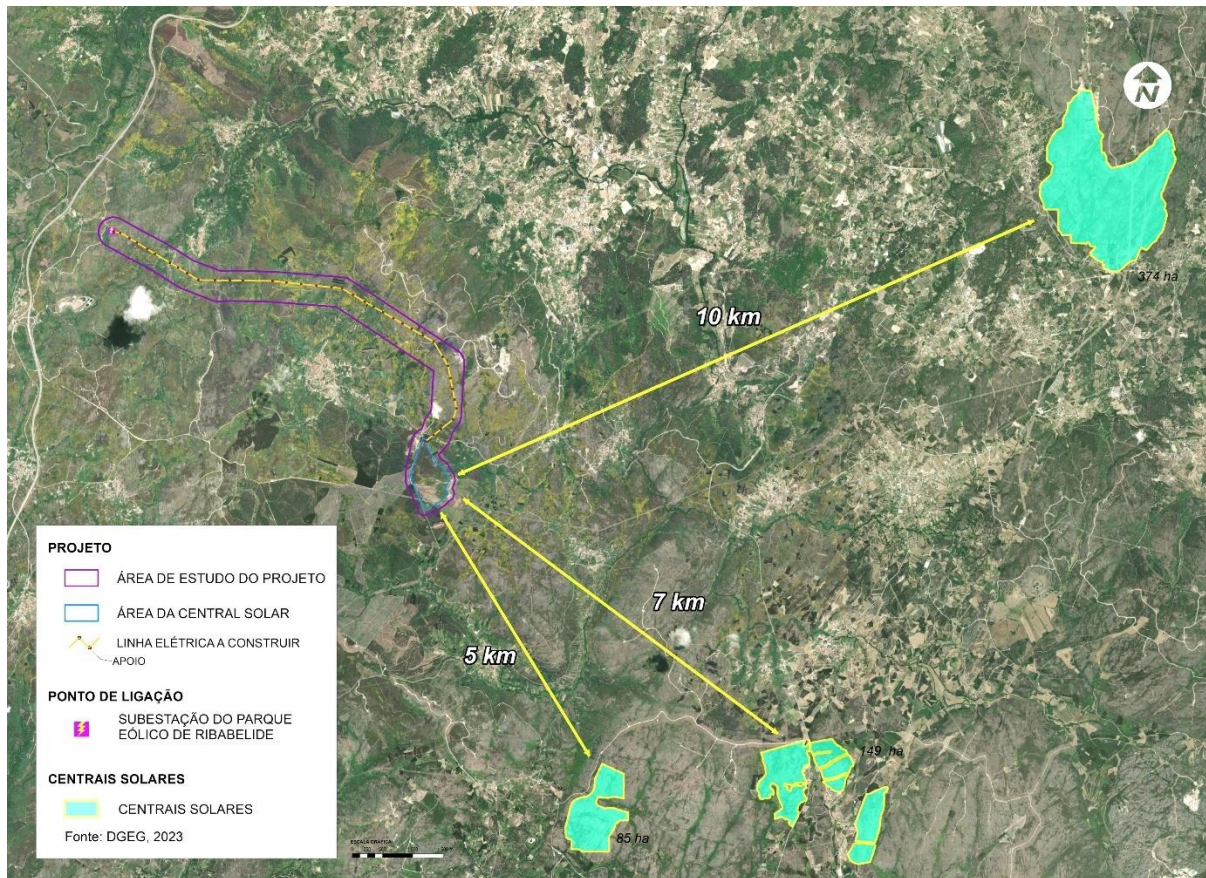 N
374 ha
10 km
7 km
5 km
149 ha
85 ha
PROJETO
ÁREA DE ESTUDO DO PROJETO
ÁREA DA CENTRAL SOLAR
LINHA ELÉTRICA A CONSTRUIR
APOIO
PONTO DE LIGAÇÃO
SUBESTAÇÃO DO PARQUE
EÓLICO DE RIBABELIDE
CENTRAIS SOLARES
CENTRAIS SOLARES
Fonte: DGEG, 2023
ESCALA GRÁFICA